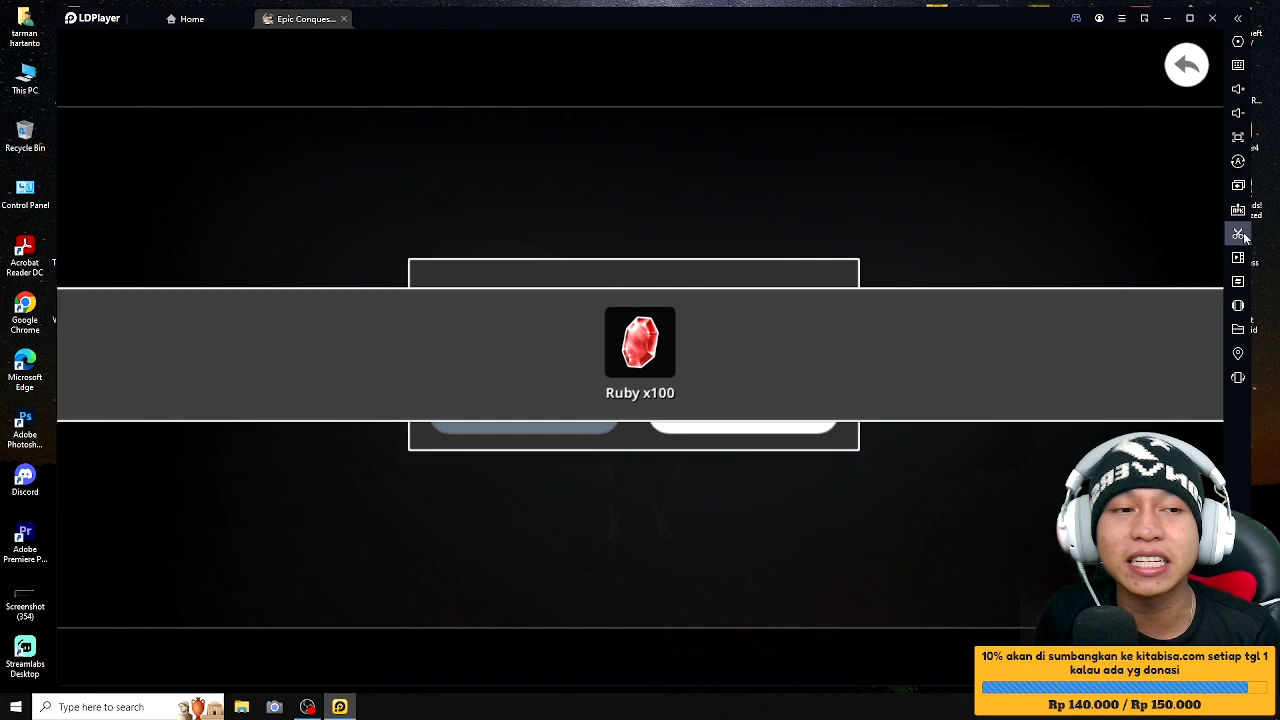 tarman
hartanto
This PC
Recycle Bin
Control Panel
Acrobat
Reader DC
Google
Chrome
Microsoft
Edge
Adobe
Photosh...
Discord
Adobe
Premiere P...
Screenshot
(354)
Streamlabs
Desktop
LDPlayer
Home
Epic Conques...
APK
Ruby x100
CONVER
10% akan di sumbangkan ke kitabisa.com setiap tgl 1
kalau ada yg donasi
Rp 140.000 / Rp 150.000
Type here to search